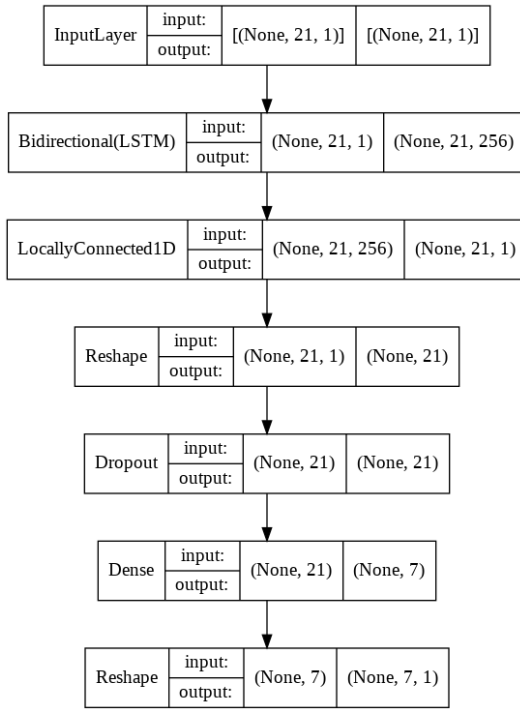 InputLayer
input:
output:
[(None, 21, 1)]
[(None, 21, 1)]
Bidirectional(LSTM)
input:
output:
(None, 21, 1)
(None, 21, 256)
LocallyConnected1D
input:
output:
(None, 21, 256)
(None, 21, 1)
Reshape
input:
output:
(None, 21, 1)
(None, 21)
Dropout
input:
output:
(None, 21)
(None, 21)
Dense
input:
output:
(None, 21)
(None, 7)
Reshape
input:
output:
(None, 7)
(None, 7, 1)